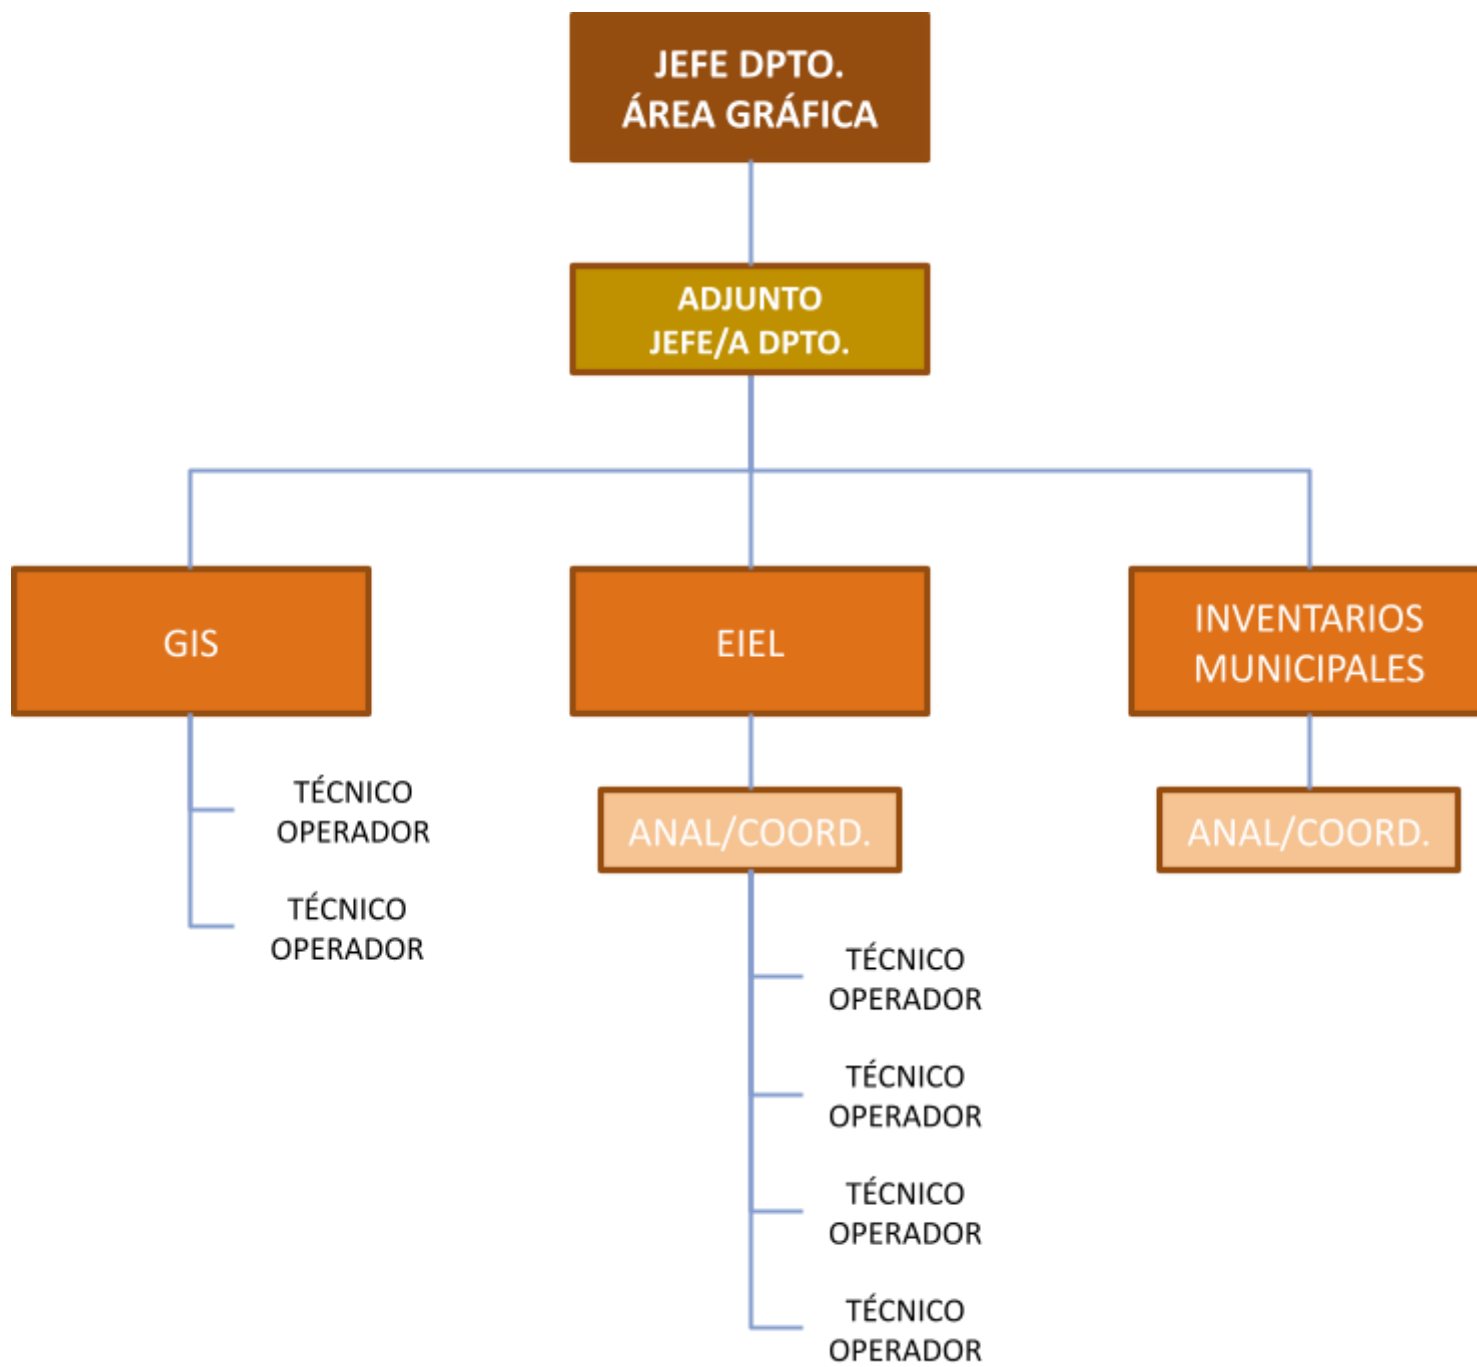 JEFE DPTO.
ÁREA GRÁFICA
ADJUNTO
JEFE/A DPTO.
GIS
EIEL
INVENTARIOS
MUNICIPALES
TÉCNICO
OPERADOR
TÉCNICO
OPERADOR
ANAL/COORD.
TÉCNICO
OPERADOR
TÉCNICO
OPERADOR
TÉCNICO
OPERADOR
TÉCNICO
OPERADOR
ANAL/COORD.